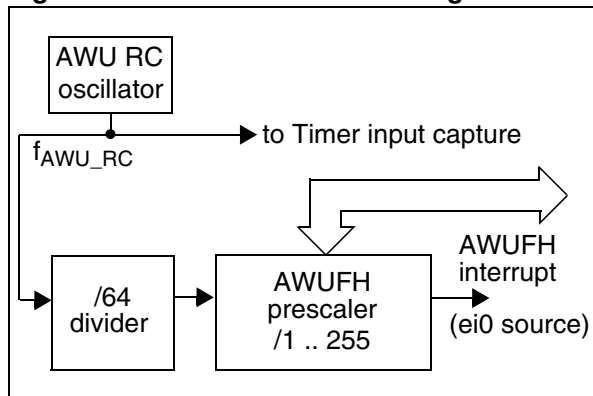 AWU RC
oscillator
to Timer input capture
fAWU_RC
AWUFH
interrupt
(ei0 source)
/64
divider
AWUFH
prescaler
/1 .. 255